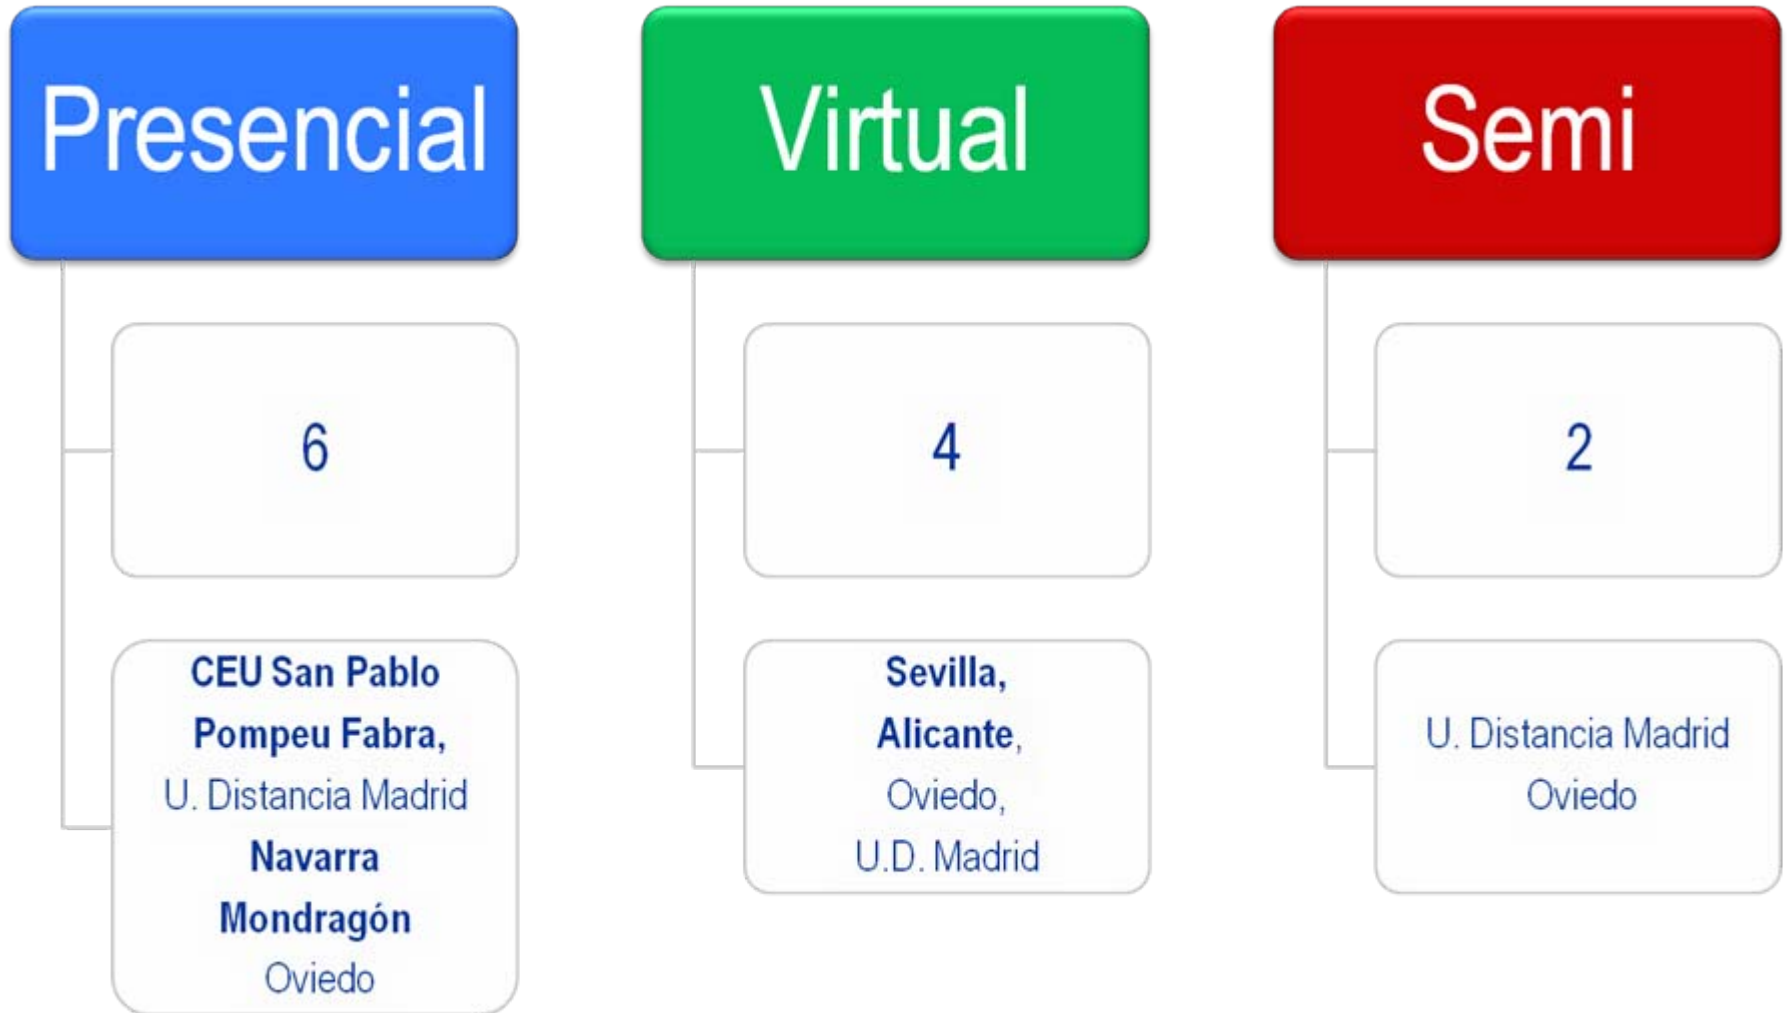 Presencial
6
CEU San Pablo
Pompeu Fabra,
U. Distancia Madrid
Navarra
Mondragón
Oviedo
Virtual
4
Sevilla,
Alicante,
Oviedo,
U.D. Madrid
Semi
2
U. Distancia Madrid
Oviedo